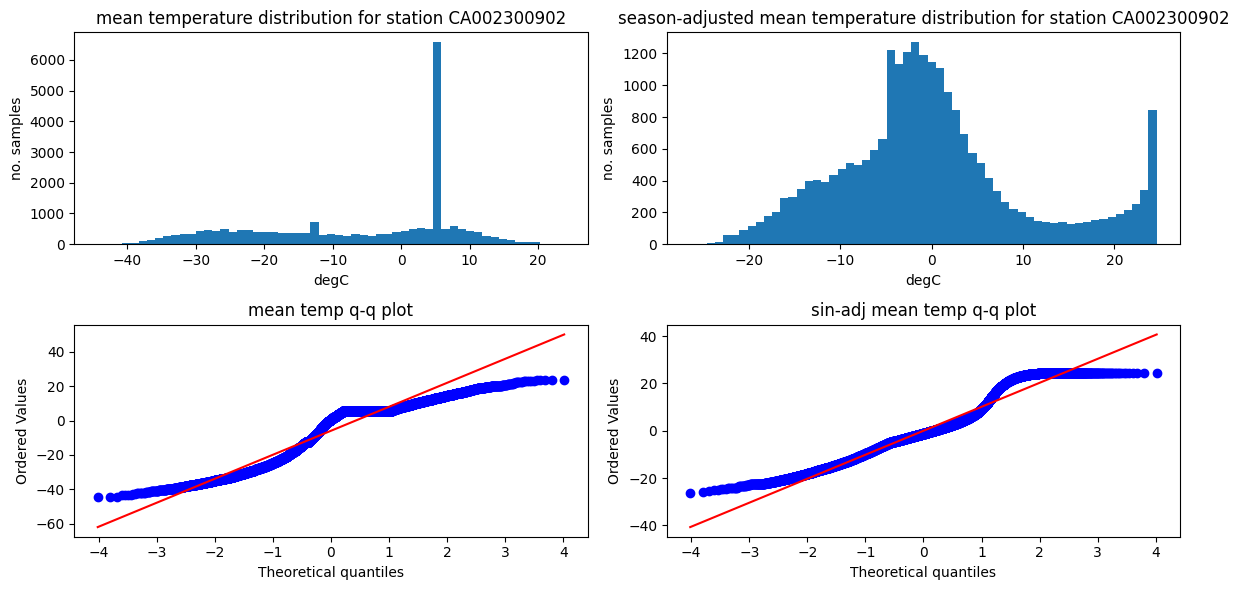 mean temperature distribution for station CA002300902
no. samples
6000
5000
4000
3000
2000
1000
0
−40 −30 −20 −10 0 10 20
degC
season-adjusted mean temperature distribution for station CA002300902
no. samples
1200
1000
800
600
400
200
0
−20 −10 0 10 20
degC
mean temp q-q plot
Ordered Values
40
20
0
−20
−40
−60
−4 −3 −2 −1 0 1 2 3 4
Theoretical quantiles
sin-adj mean temp q-q plot
Ordered Values
40
20
0
−20
−40
−4 −3 −2 −1 0 1 2 3 4
Theoretical quantiles